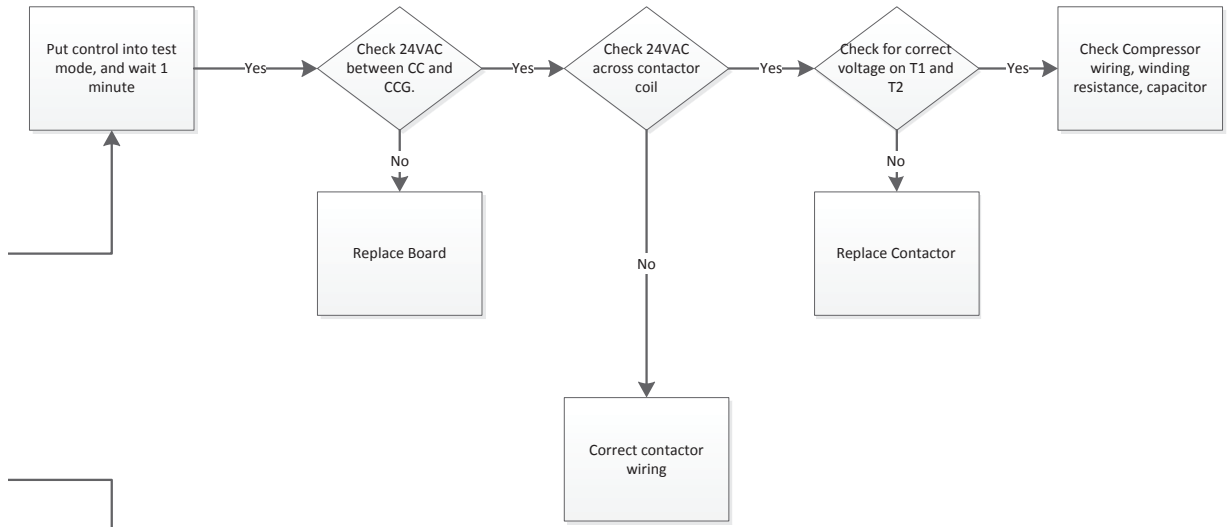 Put control into test
mode, and wait 1
minute
Yes
Check 24VAC
between CC and
CCG.
Yes
Check 24VAC
across contactor
coil
Yes
Check for correct
voltage on T1 and
T2
Yes
Check Compressor
wiring, winding
resistance, capacitor
No
No
Replace Board
Replace Contactor
No
Correct contactor
wiring